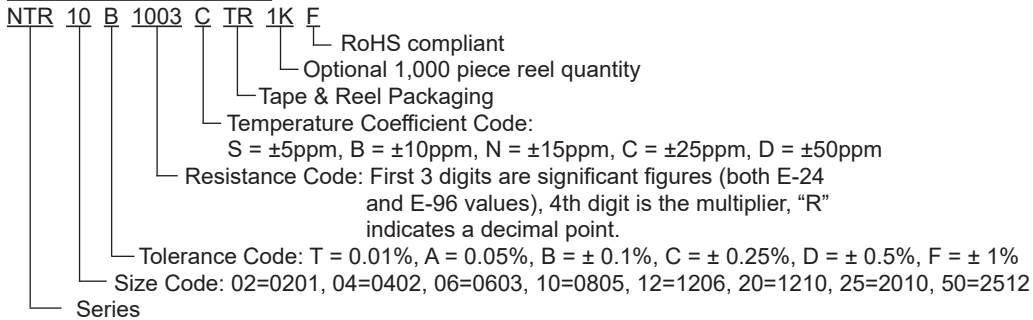 NTR 10 B 1003 C TR 1K F
RoHS compliant
Optional 1,000 piece reel quantity
Tape & Reel Packaging
Temperature Coefficient Code:
S = ±5ppm, B = ±10ppm, N = ±15ppm, C = ±25ppm, D = ±50ppm
Resistance Code: First 3 digits are significant figures (both E-24
and E-96 values), 4th digit is the multiplier, “R”
indicates a decimal point.
Tolerance Code: T = 0.01%, A = 0.05%, B = ± 0.1%, C = ± 0.25%, D = ± 0.5%, F = ± 1%
Size Code: 02=0201, 04=0402, 06=0603, 10=0805, 12=1206, 20=1210, 25=2010, 50=2512
Series